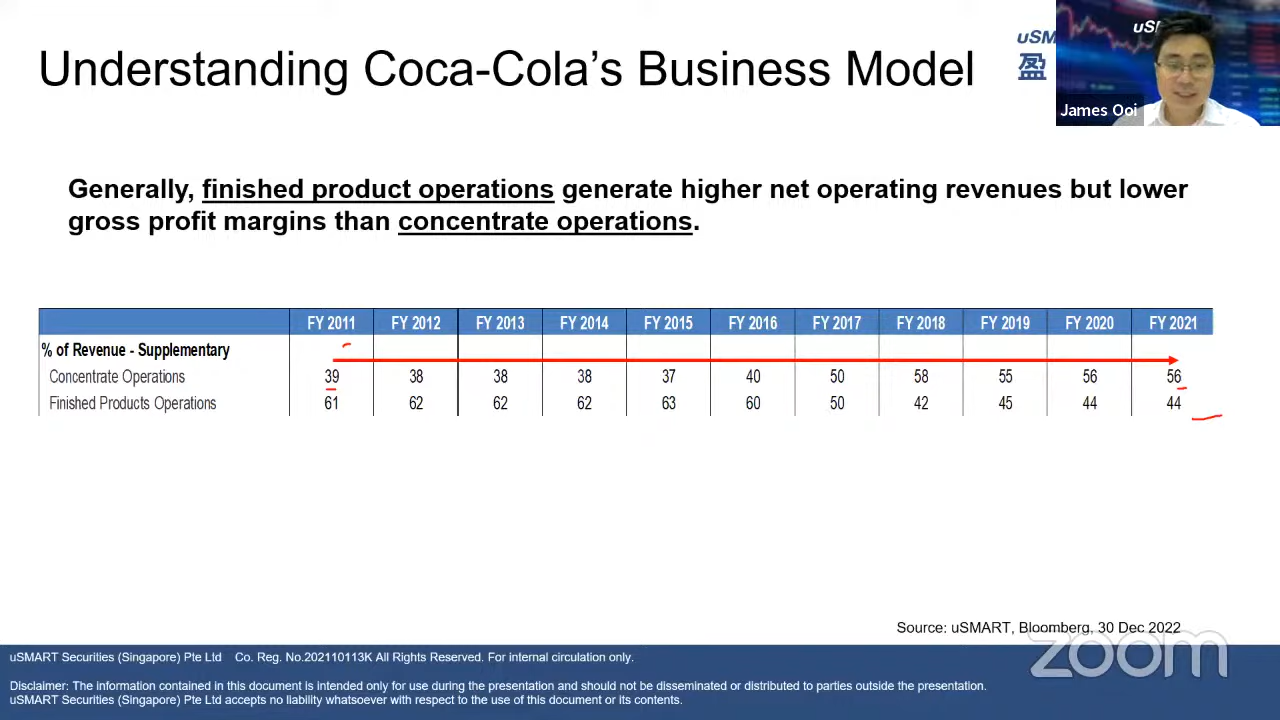 Understanding Coca-Cola’s Business Model
uSM
盈
uS
James Ooi
Generally, finished product operations generate higher net operating revenues but lower
gross profit margins than concentrate operations.
FY 2011 FY 2012 FY 2013 FY 2014 FY 2015 FY 2016 FY 2017 FY 2018 FY 2019 FY 2020 FY 2021
% of Revenue - Supplementary
Concentrate Operations 39 38 38 38 37 40 50 58 55 56 56
Finished Products Operations 61 62 62 62 63 60 50 42 45 44 44
Source: uSMART, Bloomberg, 30 Dec 2022
zoom
uSMART Securities (Singapore) Pte Ltd Co. Reg. No.202110113K All Rights Reserved. For internal circulation only.
Disclaimer: The information contained in this document is intended only for use during the presentation and should not be disseminated or distributed to parties outside the presentation.
uSMART Securities (Singapore) Pte Ltd accepts no liability whatsoever with respect to the use of this document or its contents.